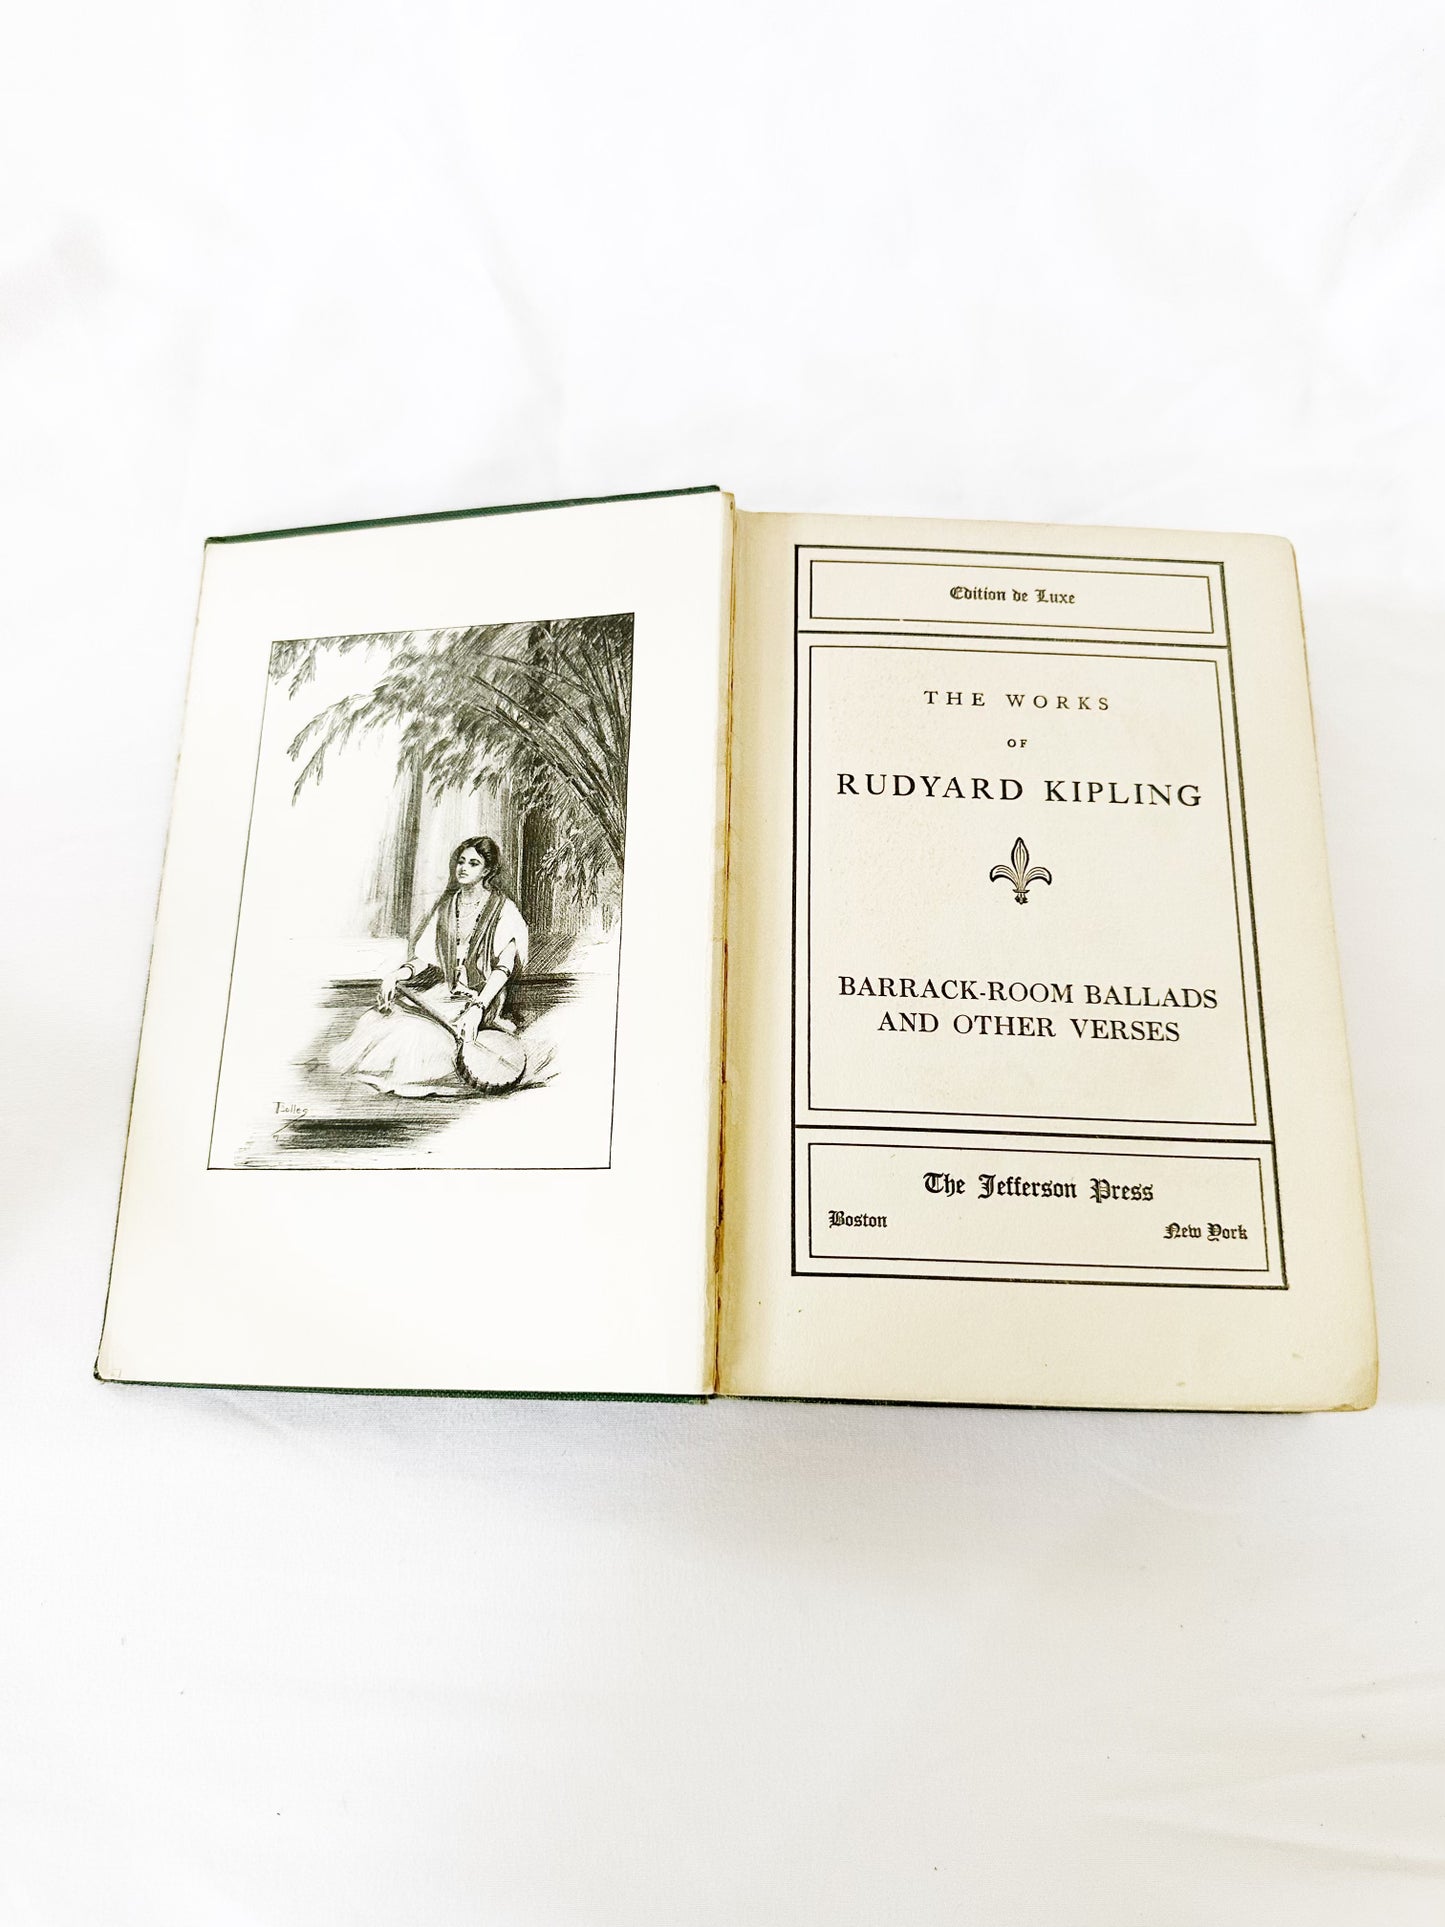 Bolles
Edition de Luxe
THE WORKS
OF
RUDYARD KIPLING
BARRACK-ROOM BALLADS
AND OTHER VERSES
The Jefferson Press
Boston
New York